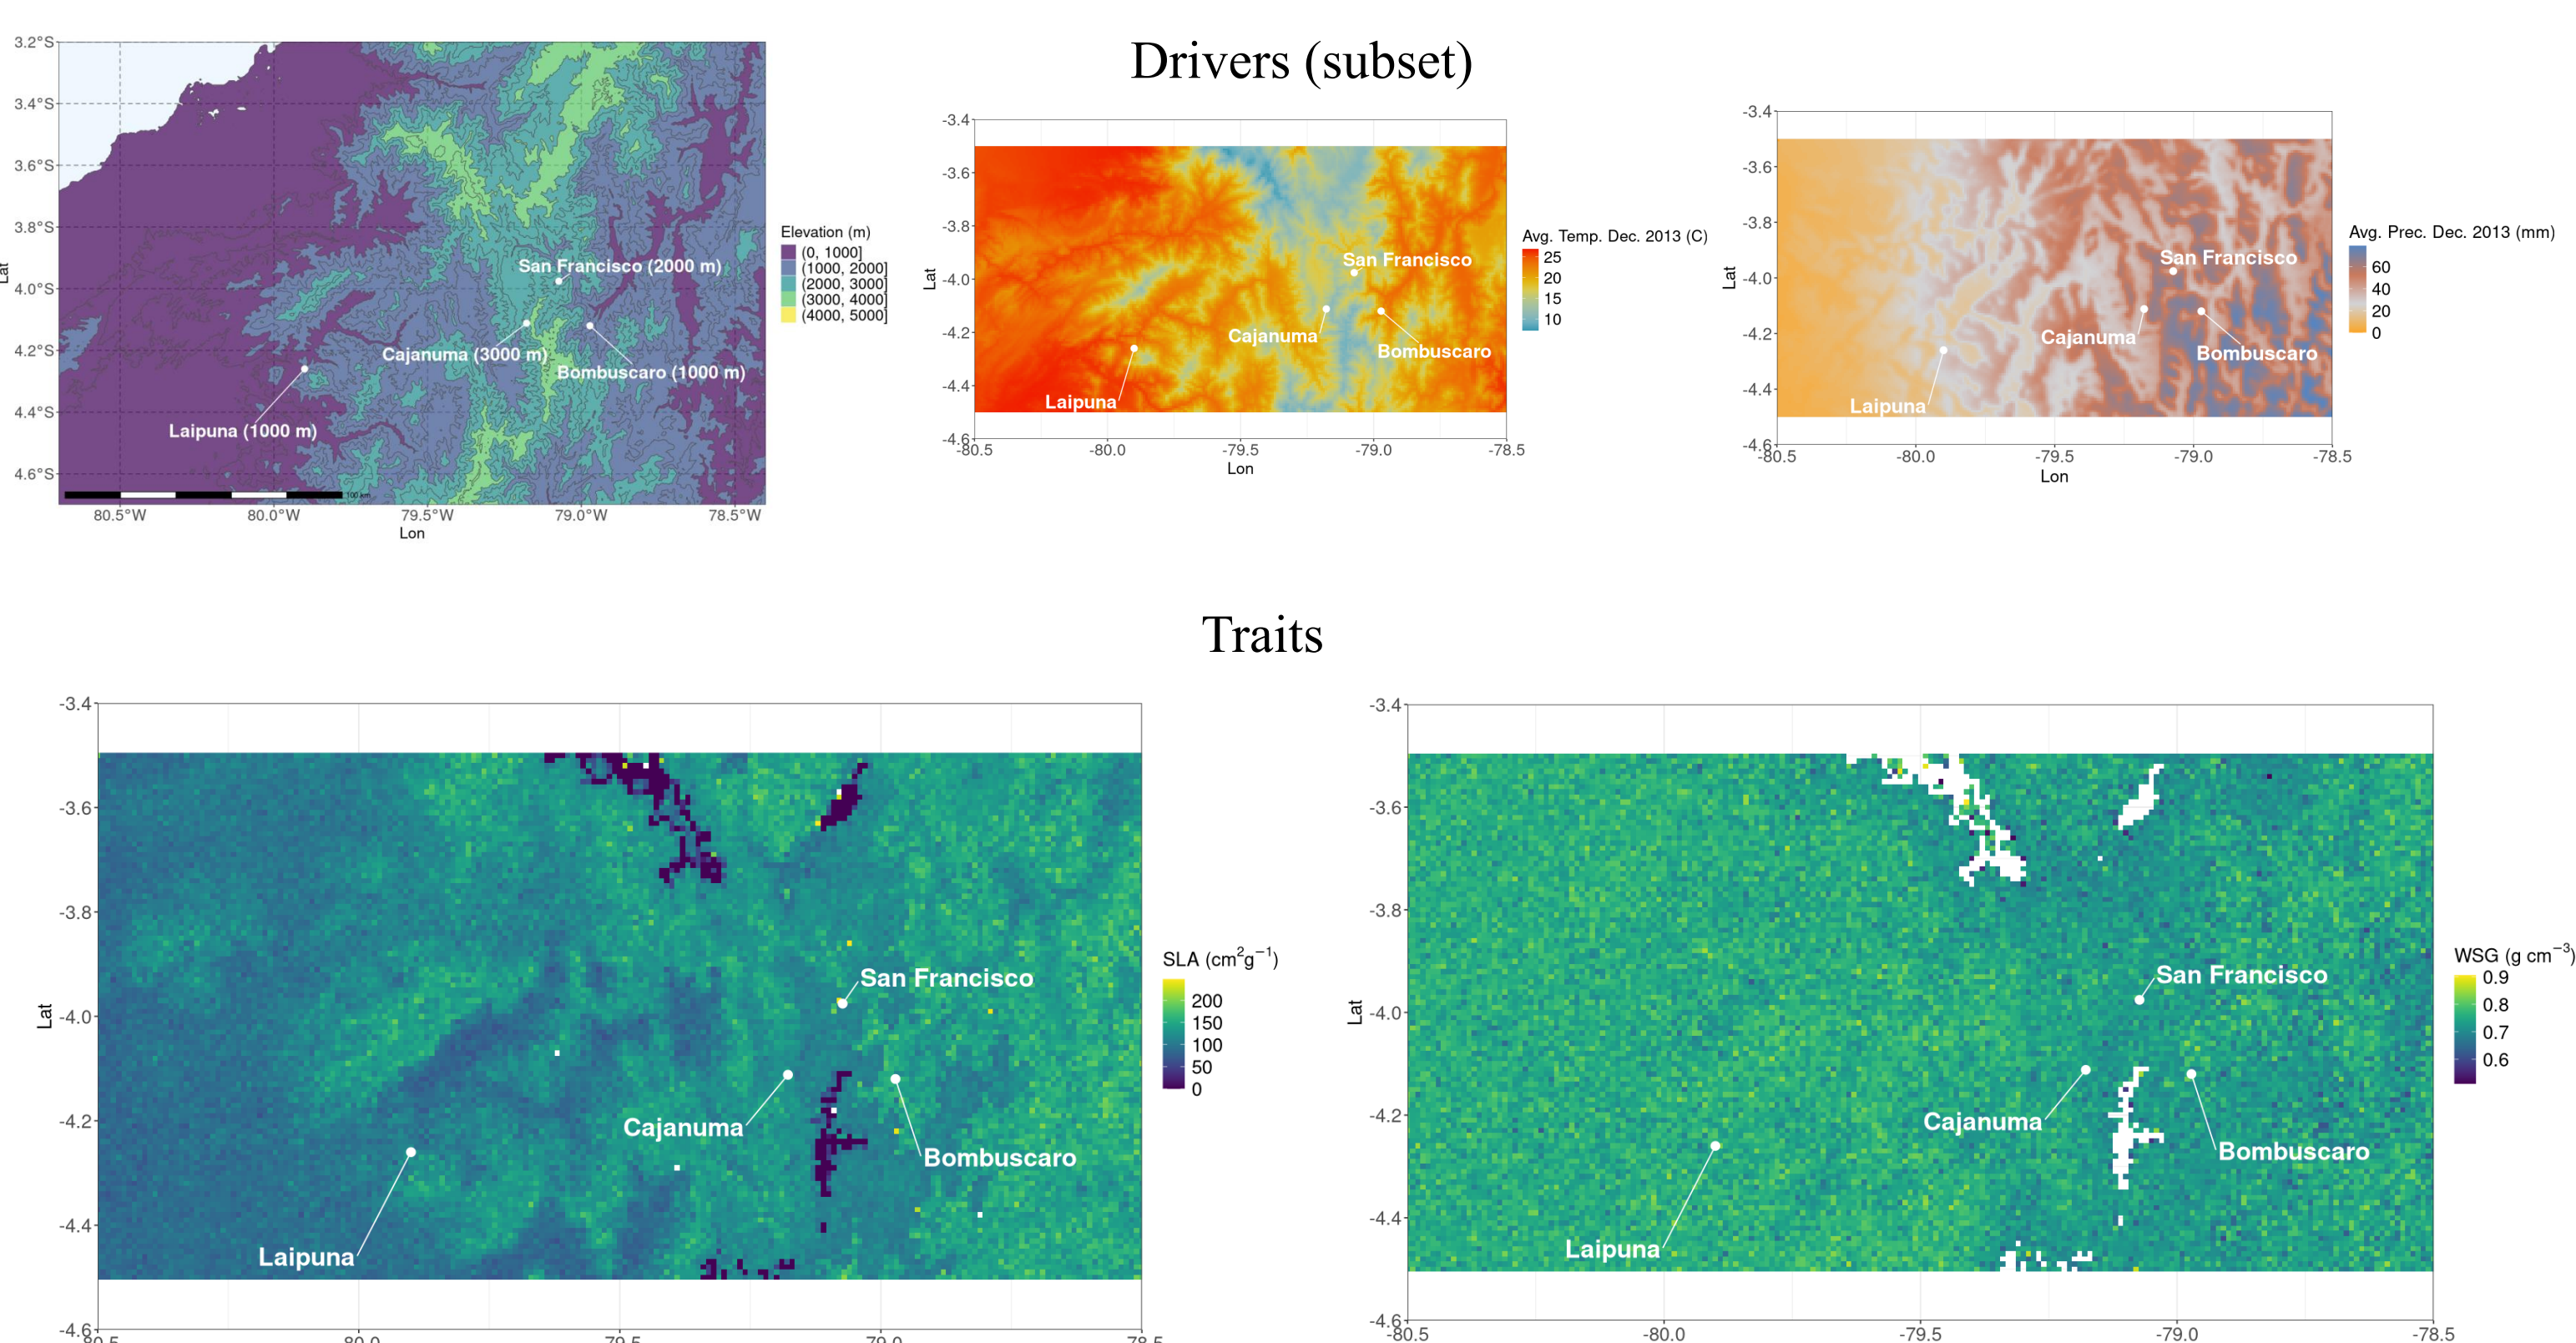 Drivers (subset)
3.2°S
3.4°S
3.6°S
3.8°S
4.0°S
4.2°S
4.4°S
4.6°S
Lat
80.5°W 80.0°W 79.5°W 79.0°W 78.5°W
Lon
San Francisco (2000 m)
Cajanuma (3000 m)
Bombuscaro (1000 m)
Laipuna (1000 m)
100 km
Elevation (m)
(0, 1000]
(1000, 2000]
(2000, 3000]
(3000, 4000]
(4000, 5000]
-3.4
-3.6
-3.8
-4.0
-4.2
-4.4
-4.6
Lat
-80.5 -80.0 -79.5 -79.0 -78.5
Lon
San Francisco
Cajanuma
Bombuscaro
Laipuna
Avg. Temp. Dec. 2013 (C)
25
20
15
10
-3.4
-3.6
-3.8
-4.0
-4.2
-4.4
-4.6
Lat
-80.5 -80.0 -79.5 -79.0 -78.5
Lon
San Francisco
Cajanuma
Bombuscaro
Laipuna
Avg. Prec. Dec. 2013 (mm)
60
40
20
0
Traits
-3.4
-3.6
-3.8
-4.0
-4.2
-4.4
-4.6
Lat
San Francisco
Cajanuma
Bombuscaro
Laipuna
SLA (cm²g⁻¹)
200
150
100
50
0
-3.4
-3.6
-3.8
-4.0
-4.2
-4.4
-4.6
Lat
-80.5 -80.0 -79.5 -79.0 -78.5
San Francisco
Cajanuma
Bombuscaro
Laipuna
WSG (g cm⁻³)
0.9
0.8
0.7
0.6